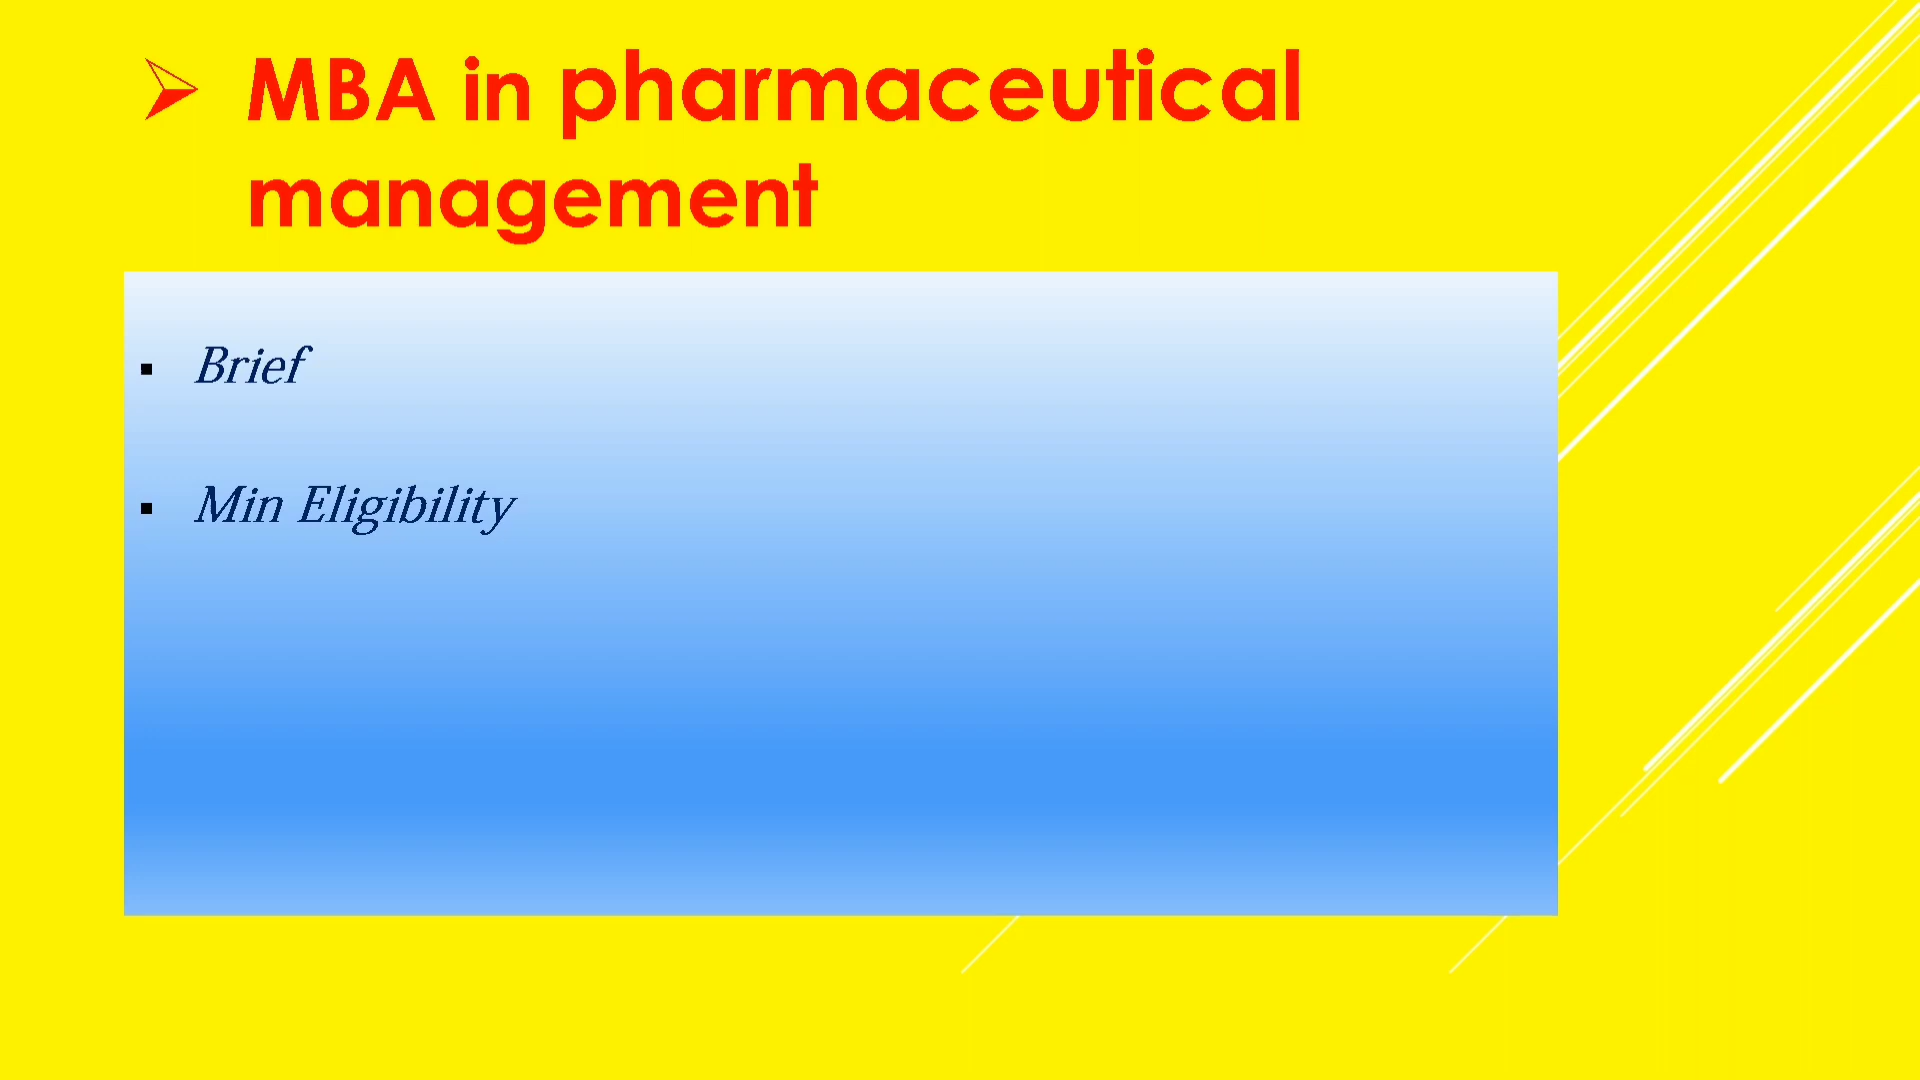 ➢ MBA in pharmaceutical
management
▪ Brief
▪ Min Eligibility